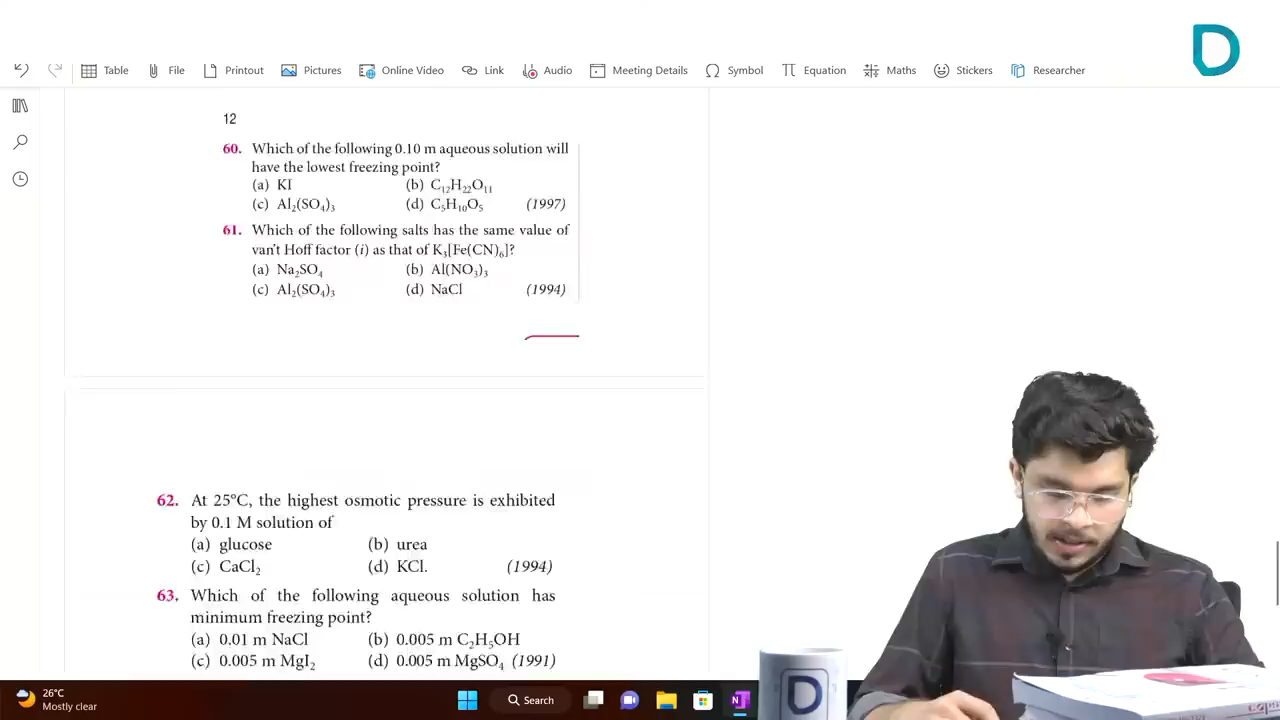 D
Table File Printout Pictures Online Video Link Audio Meeting Details Symbol Equation Maths Stickers Researcher
12
60. Which of the following 0.10 m aqueous solution will
have the lowest freezing point?
(a) KI (b) C₁₂H₂₂O₁₁
(c) Al₂(SO₄)₃ (d) C₅H₁₀O₅ (1997)
61. Which of the following salts has the same value of
van't Hoff factor (i) as that of K₃[Fe(CN)₆]?
(a) Na₂SO₄ (b) Al(NO₃)₃
(c) Al₂(SO₄)₃ (d) NaCl (1994)
62. At 25°C, the highest osmotic pressure is exhibited
by 0.1 M solution of
(a) glucose (b) urea
(c) CaCl₂ (d) KCl. (1994)
63. Which of the following aqueous solution has
minimum freezing point?
(a) 0.01 m NaCl (b) 0.005 m C₂H₅OH
(c) 0.005 m MgI₂ (d) 0.005 m MgSO₄ (1991)
D
26°C
Mostly clear
Search
N